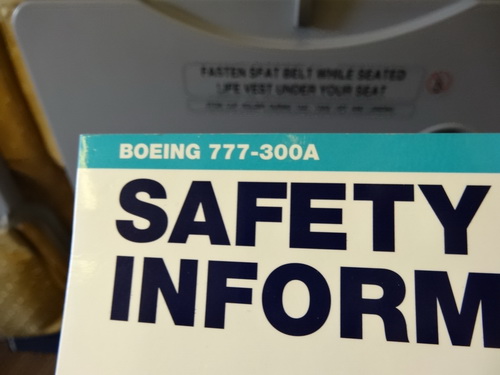 FASTEN SEAT BELT WHILE SEATED
LIFE VEST UNDER YOUR SEAT
BOEING 777-300A
SAFETY
INFORM